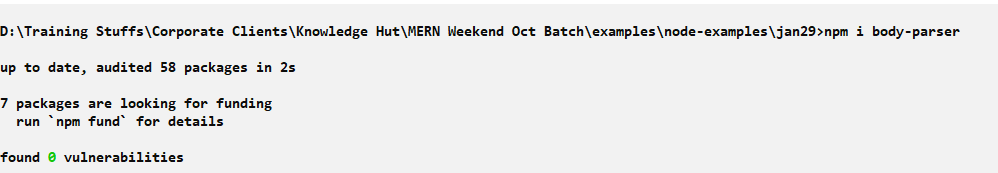 D:\Training Stuffs\Corporate Clients\Knowledge Hut\MERN Weekend Oct Batch\examples\node-examples\jan29>npm i body-parser
up to date, audited 58 packages in 2s
7 packages are looking for funding
  run `npm fund` for details
found 0 vulnerabilities